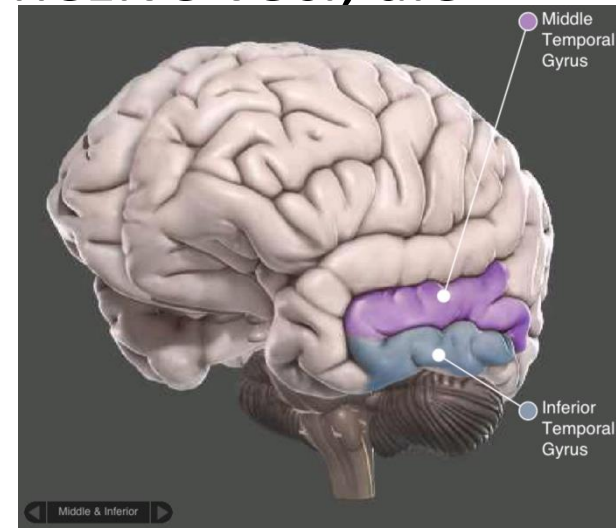 Middle
Temporal
Gyrus
Inferior
Temporal
Gyrus
Middle & Inferior